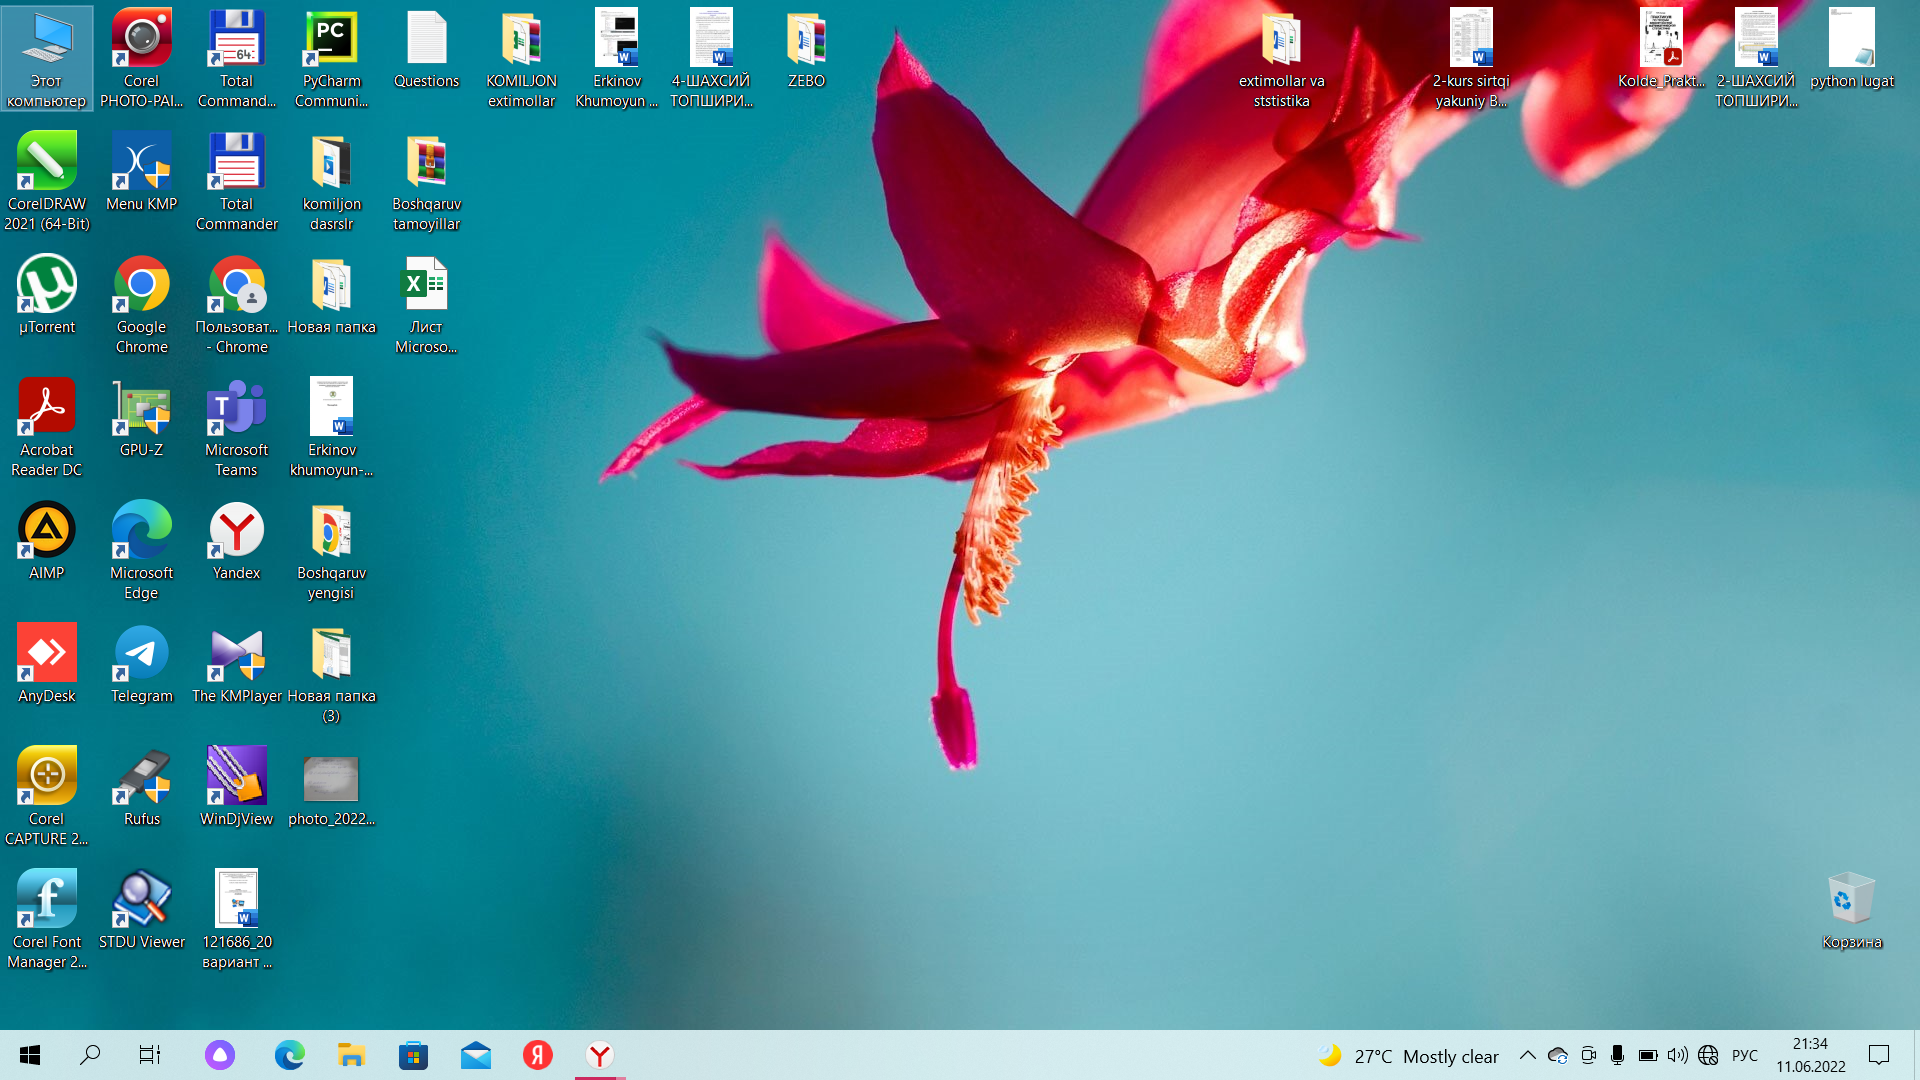 Этот компьютер
Corel PHOTO-PAI...
Total Command...
PyCharm Communi...
Questions
KOMILJON extimollar
Erkinov Khumoyun ...
4-ШАХСИЙ ТОПШИРИ...
ZEBO
extimollar va ststistika
2-kurs sirtqi yakuniy B...
Kolde_Prakt...
2-ШАХСИЙ ТОПШИРИ...
python lugat
CorelDRAW 2021 (64-Bit)
Menu KMP
Total Commander
komiljon dasrslr
Boshqaruv tamoyillar
µTorrent
Google Chrome
Пользоват... - Chrome
Новая папка
Лист Microso...
Acrobat Reader DC
GPU-Z
Microsoft Teams
Erkinov khumoyun-...
AIMP
Microsoft Edge
Yandex
Boshqaruv yengisi
AnyDesk
Telegram
The KMPlayer
Новая папка (3)
Corel CAPTURE 2...
Rufus
WinDjView
photo_2022...
Corel Font Manager 2...
STDU Viewer
121686_20 вариант ...
Корзина
27°C Mostly clear
РУС
21:34
11.06.2022